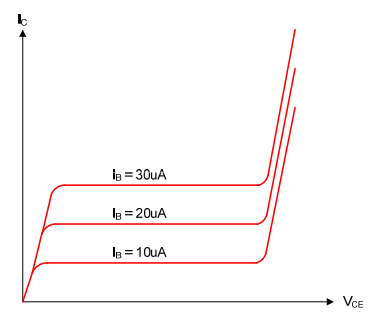 IC
IB = 30uA
IB = 20uA
IB = 10uA
VCE